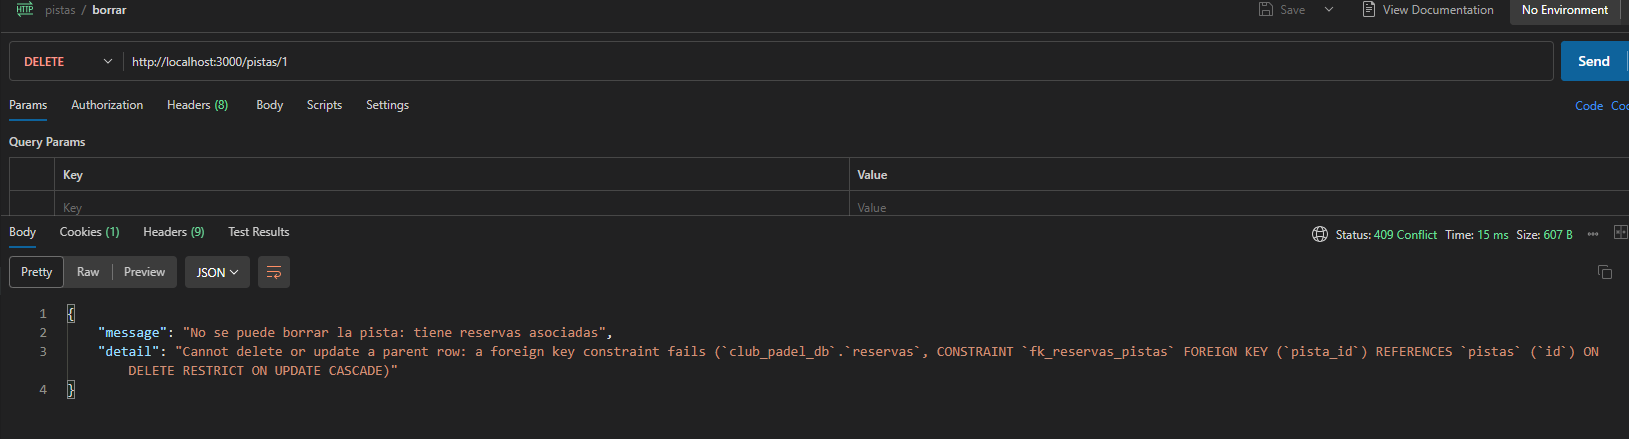 HTTP pistas / borrar Save View Documentation No Environment
DELETE http://localhost:3000/pistas/1 Send
Params Authorization Headers (8) Body Scripts Settings Code Coo
Query Params
Key Value
Key Value
Body Cookies (1) Headers (9) Test Results Status: 409 Conflict Time: 15 ms Size: 607 B
Pretty Raw Preview JSON
1 {
2 "message": "No se puede borrar la pista: tiene reservas asociadas",
3 "detail": "Cannot delete or update a parent row: a foreign key constraint fails (`club_padel_db`.`reservas`, CONSTRAINT `fk_reservas_pistas` FOREIGN KEY (`pista_id`) REFERENCES `pistas` (`id`) ON
DELETE RESTRICT ON UPDATE CASCADE)"
4 }